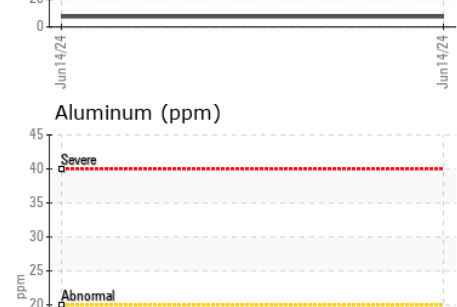 20
0
Jun14/24
Jun14/24
Aluminum (ppm)
45
Severe
40
35
30
25
ppm
Abnormal
20